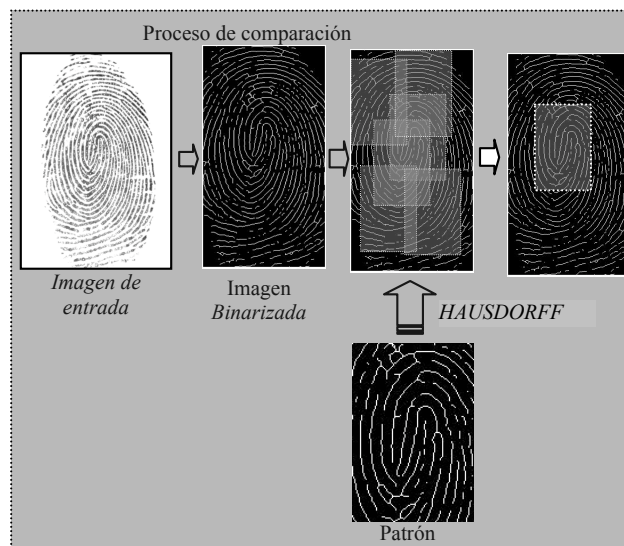 Proceso de comparación
Imagen de
entrada
Imagen
Binarizada
HAUSDORFF
Patrón